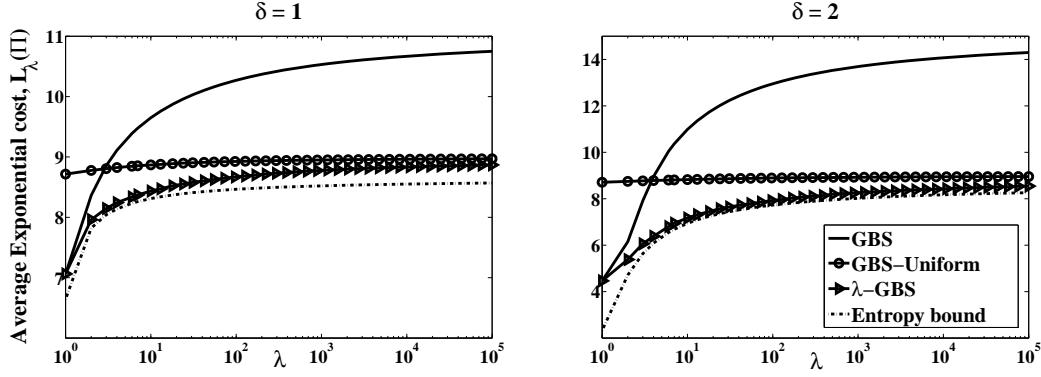 δ = 1
Average Exponential cost, L_λ(Π)
11
10
9
8
7
10^0
10^1
10^2
10^3
10^4
10^5
λ
δ = 2
14
12
10
8
6
4
10^0
10^1
10^2
10^3
10^4
10^5
λ
GBS
GBS–Uniform
λ–GBS
Entropy bound